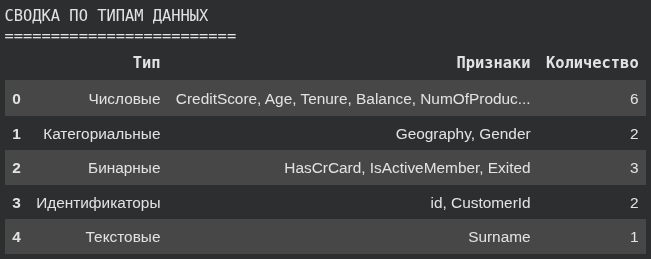 СВОДКА ПО ТИПАМ ДАННЫХ
=========================
Тип Признаки Количество
0 Числовые CreditScore, Age, Tenure, Balance, NumOfProduc... 6
1 Категориальные Geography, Gender 2
2 Бинарные HasCrCard, IsActiveMember, Exited 3
3 Идентификаторы id, CustomerId 2
4 Текстовые Surname 1